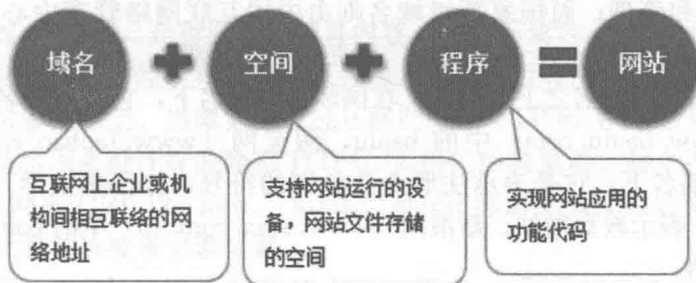 域名 + 空间 + 程序 = 网站
互联网上企业或机
构间相互联络的网
络地址
支持网站运行的设
备，网站文件存储
的空间
实现网站应用的
功能代码